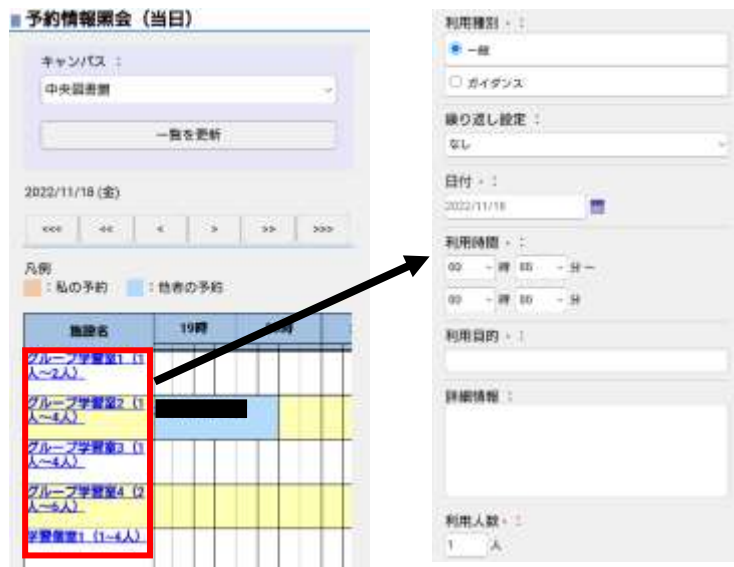 予約情報照会（当日）
キャンパス：
中央図書館
一覧を更新
2022/11/18 (金)
<<< << < > >> >>>
凡例
：私の予約 ：他者の予約
施設名 19時
グループ学習室1（1
人～2人）
グループ学習室2（1
人～4人）
グループ学習室3（1
人～4人）
グループ学習室4（2
人～6人）
学習個室1（1~4人）
利用種別 ：
一般
ガイダンス
繰り返し設定：
なし
日付 ：
2022/11/18
利用時間 ：
00 時 00 分～
00 時 00 分
利用目的 ：
詳細情報：
利用人数 ：
1 人